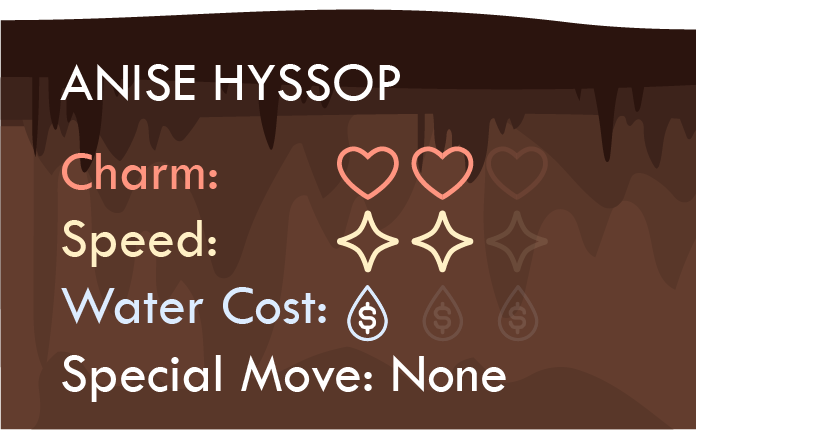 ANISE HYSSOP
Charm:
Speed:
Water Cost: $ $ $
Special Move: None